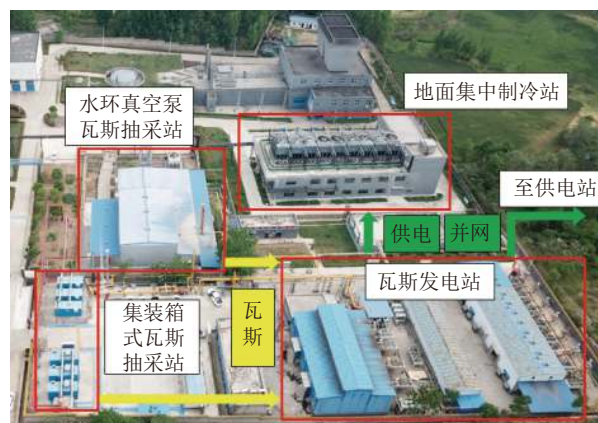 水环真空泵
瓦斯抽采站
地面集中制冷站
至供电站
供电
并网
瓦斯发电站
集装箱
式瓦斯
抽采站
瓦
斯